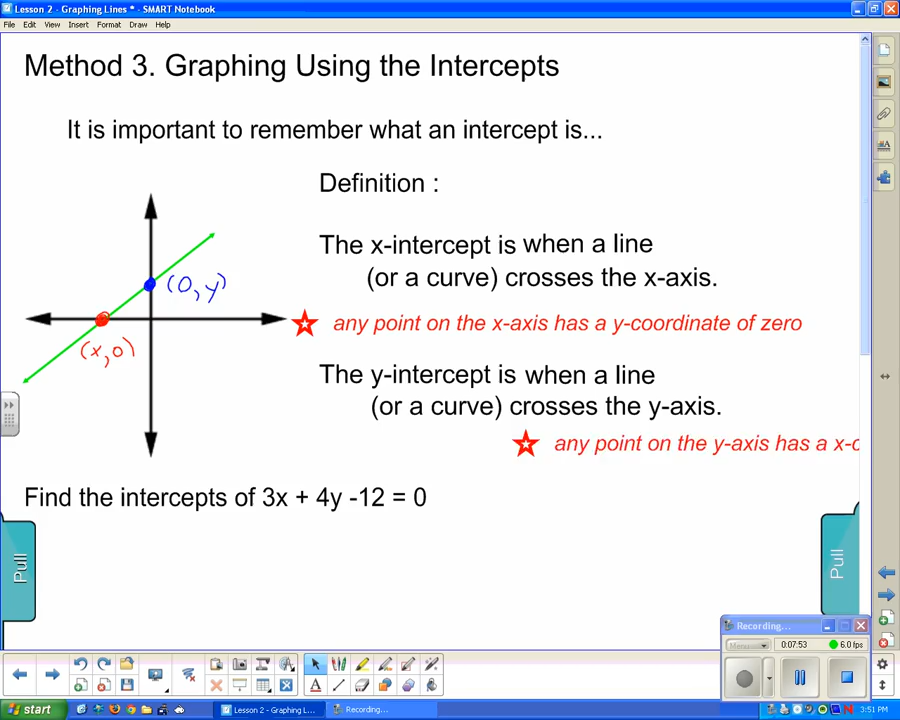 Lesson 2 - Graphing Lines * - SMART Notebook
File Edit View Insert Format Draw Help
Method 3. Graphing Using the Intercepts
It is important to remember what an intercept is...
Definition :
The x-intercept is when a line
(or a curve) crosses the x-axis.
(0, y)
any point on the x-axis has a y-coordinate of zero
(x, 0)
The y-intercept is when a line
(or a curve) crosses the y-axis.
any point on the y-axis has a x-c
Find the intercepts of 3x + 4y -12 = 0
Pull
Pull
Recording...
Menu
00:07:53
6.0 fps
start
Lesson 2 - Graphing L...
Recording...
3:51 PM